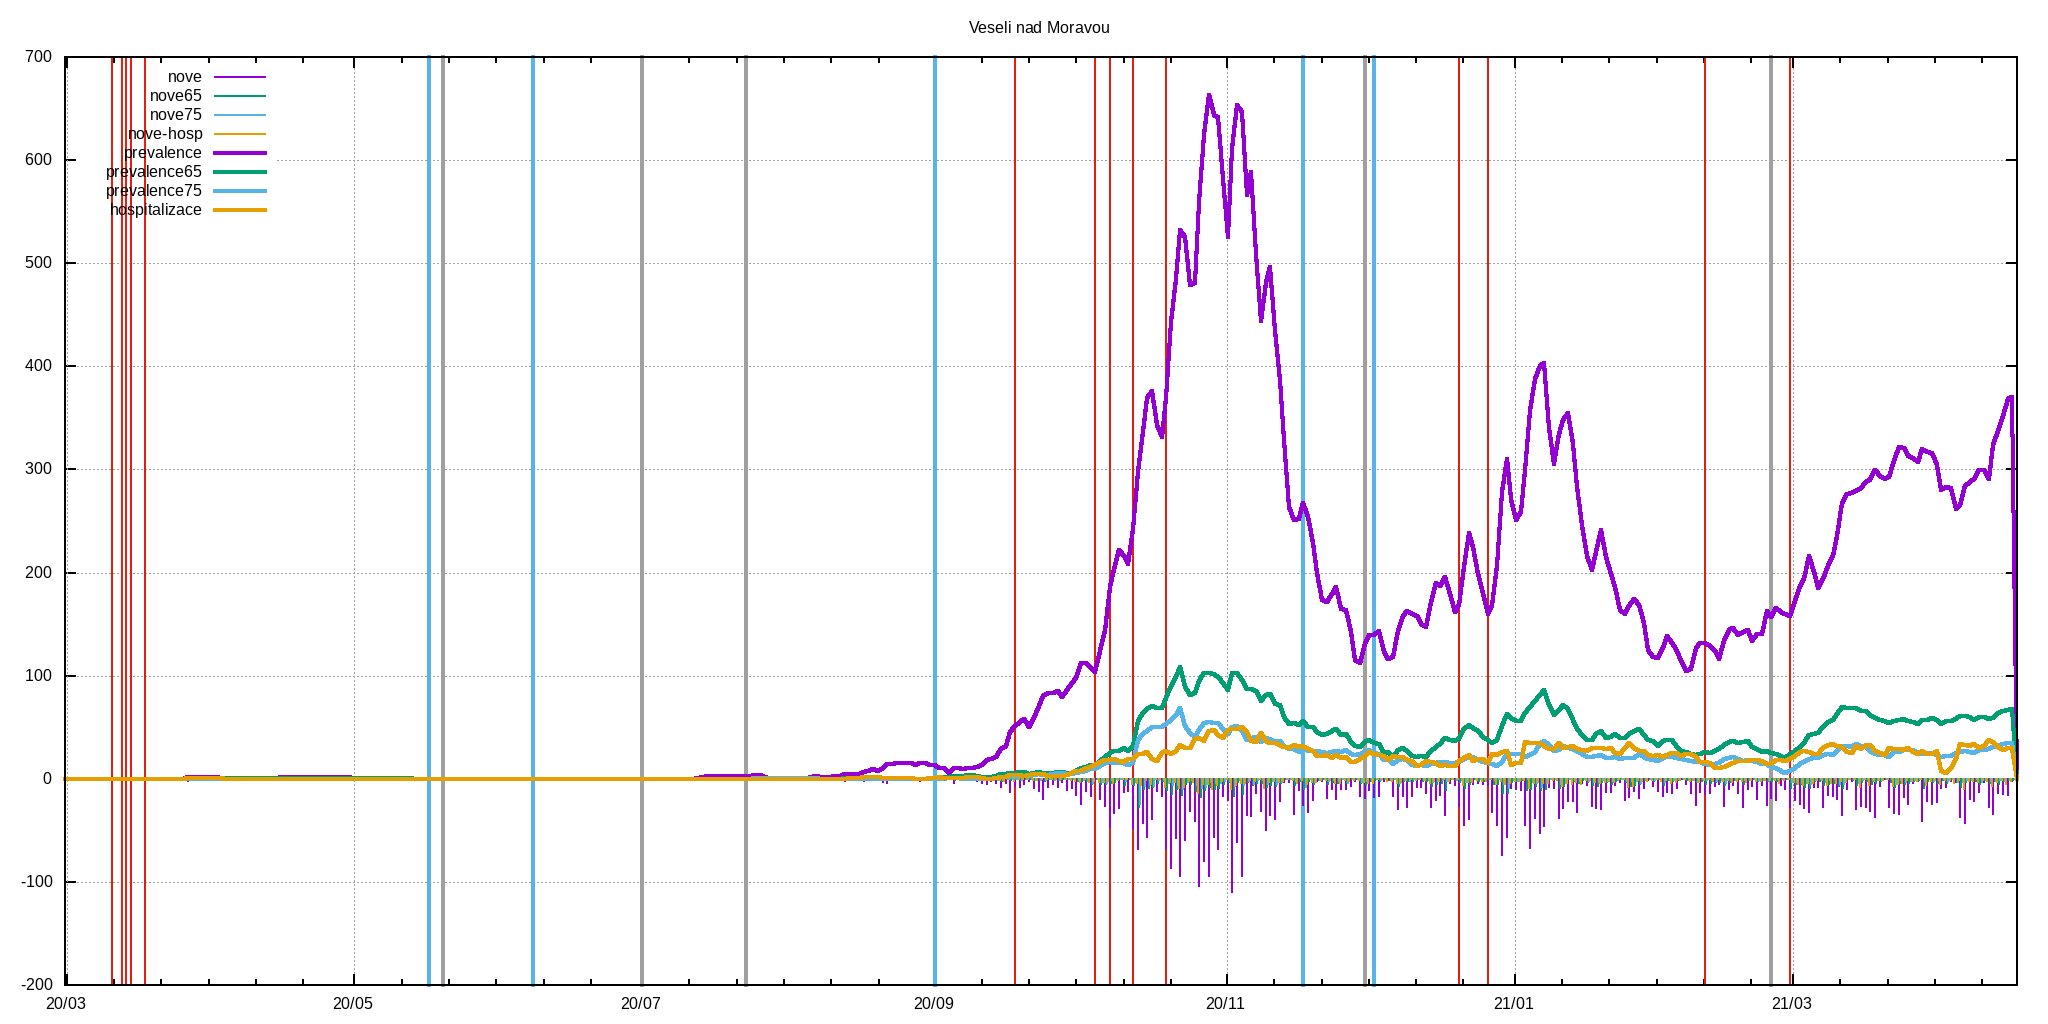 Veseli nad Moravou
700
600
500
400
300
200
100
0
-100
-200
nove
nove65
nove75
nove-hosp
prevalence
prevalence65
prevalence75
hospitalizace
20/03 20/05 20/07 20/09 20/11 21/01 21/03